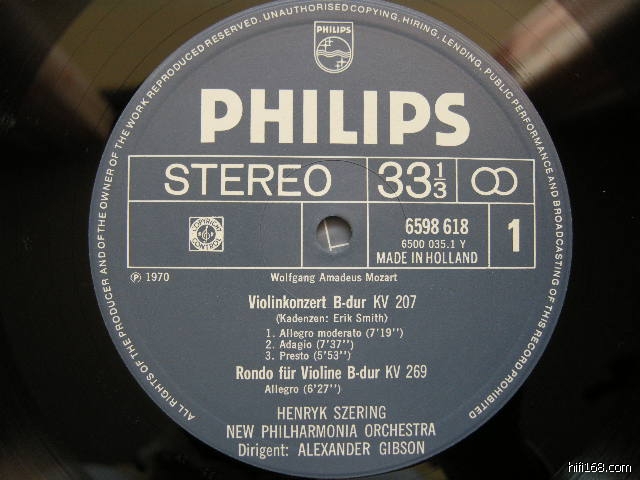 ALL RIGHTS OF THE PRODUCER AND OF THE OWNER OF THE WORK REPRODUCED RESERVED. UNAUTHORISED COPYING, HIRING, LENDING, PUBLIC PERFORMANCE AND BROADCASTING OF THIS RECORD PROHIBITED
PHILIPS
PHILIPS
STEREO 33 1/3
COPYRIGHT CONTROL
6598 618
6500 035.1 Y
MADE IN HOLLAND
1
Ⓟ 1970 Wolfgang Amadeus Mozart
Violinkonzert B-dur KV 207
(Kadenzen: Erik Smith)
1. Allegro moderato (7'19'')
2. Adagio (7'37'')
3. Presto (5'53'')
Rondo für Violine B-dur KV 269
Allegro (6'27'')
HENRYK SZERING
NEW PHILHARMONIA ORCHESTRA
Dirigent: ALEXANDER GIBSON
hifi168.com